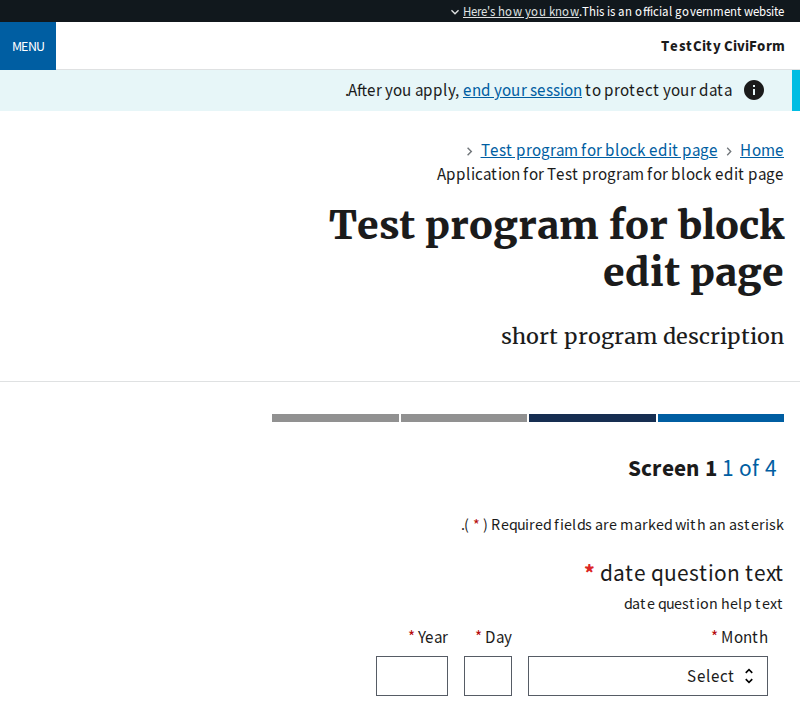 This is an official government website. Here's how you know
MENU
TestCity CiviForm
After you apply, end your session to protect your data.
Home > Test program for block edit page >
Application for Test program for block edit page
Test program for block
edit page
short program description
Screen 1 1 of 4
Required fields are marked with an asterisk ( * ).
date question text *
date question help text
Month *
Day *
Year *
Select